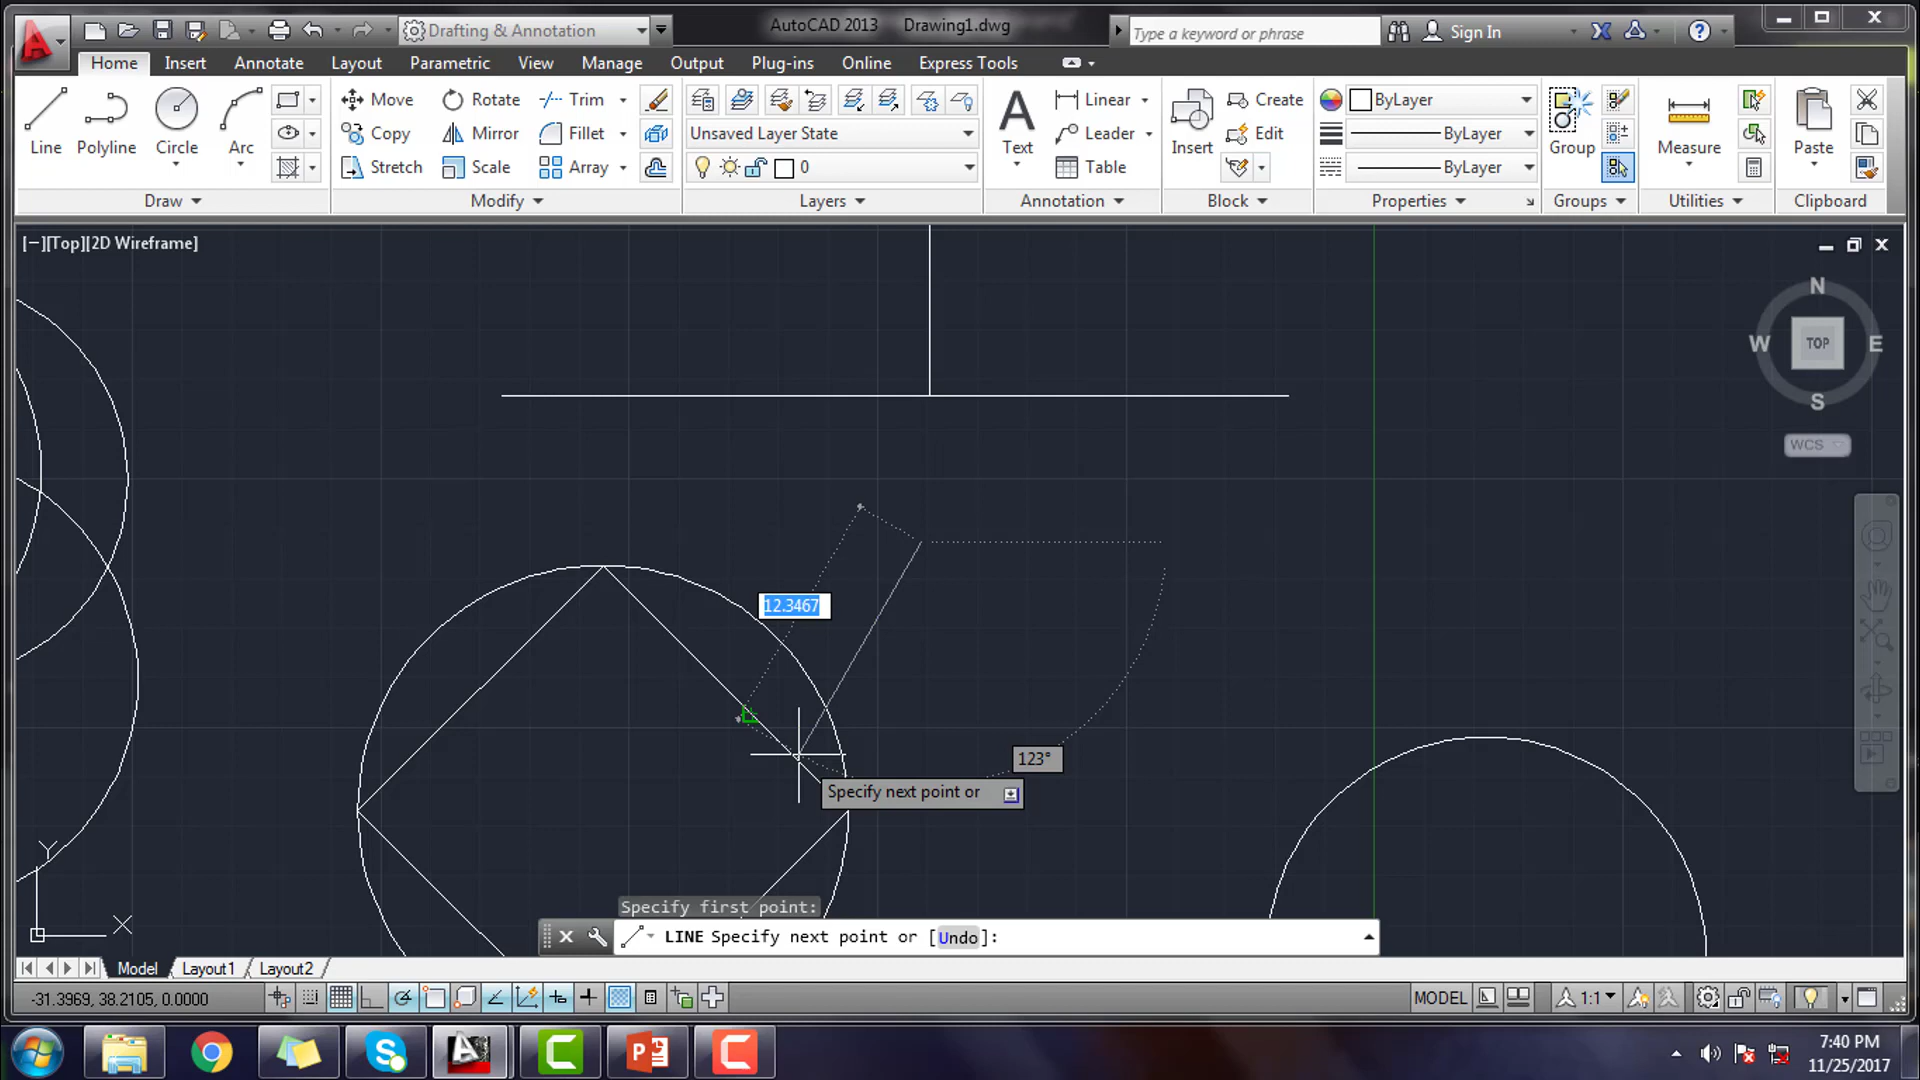 AutoCAD 2013 Drawing1.dwg
Drafting & Annotation
Type a keyword or phrase
Sign In
Home Insert Annotate Layout Parametric View Manage Output Plug-ins Online Express Tools
Line Polyline Circle Arc
Move Rotate Trim
Copy Mirror Fillet
Stretch Scale Array
Unsaved Layer State
0
Text
Linear
Leader
Table
Insert
Create
Edit
ByLayer
ByLayer
ByLayer
Group
Measure
Paste
Draw Modify Layers Annotation Block Properties Groups Utilities Clipboard
[−][Top][2D Wireframe]
N
W TOP E
S
WCS
12.3467
123°
Specify next point or
Y
X
Specify first point:
LINE Specify next point or [Undo]:
Model Layout1 Layout2
-31.3969, 38.2105, 0.0000
MODEL
1:1
7:40 PM
11/25/2017